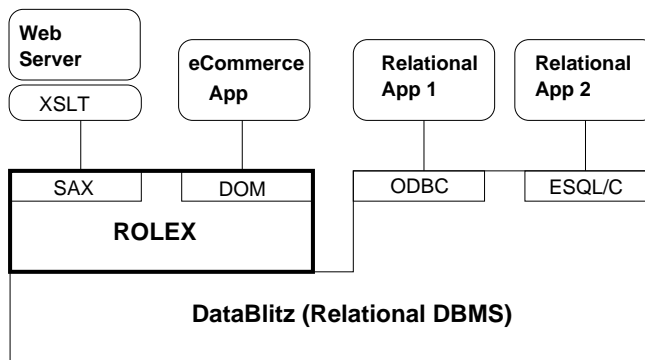 Web
Server
XSLT
eCommerce
App
Relational
App 1
Relational
App 2
SAX
DOM
ODBC
ESQL/C
ROLEX
DataBlitz (Relational DBMS)